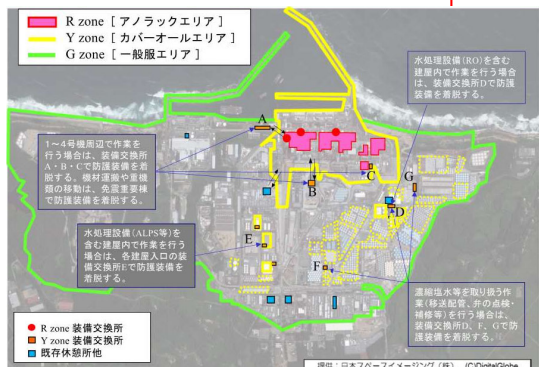 R zone [ アノラックエリア ]
Y zone [ カバーオールエリア ]
G zone [ 一般服エリア ]
水処理設備(RO)を含む
建屋内で作業を行う場合
は、装備交換所Dで防護
装備を着脱する。
1～4号機周辺で作業を
行う場合は、装備交換所
A・B・Cで防護装備を着
脱する。機材運搬や重機
類の移動は、免震重要棟
で防護装備を着脱する。
水処理設備(ALPS等)を
含む建屋内で作業を行う
場合は、各建屋入口の装
備交換所Eで防護装備を
着脱する。
濃縮塩水等を取り扱う作
業(移送配管、弁の点検・
補修等)を行う場合は、
装備交換所D、F、Gで防
護装備を着脱する。
A
B
C
G
D
E
F
R zone 装備交換所
Y zone 装備交換所
既存休憩所他
提供：日本スペースイメージング（株） (C)DigitalGlobe